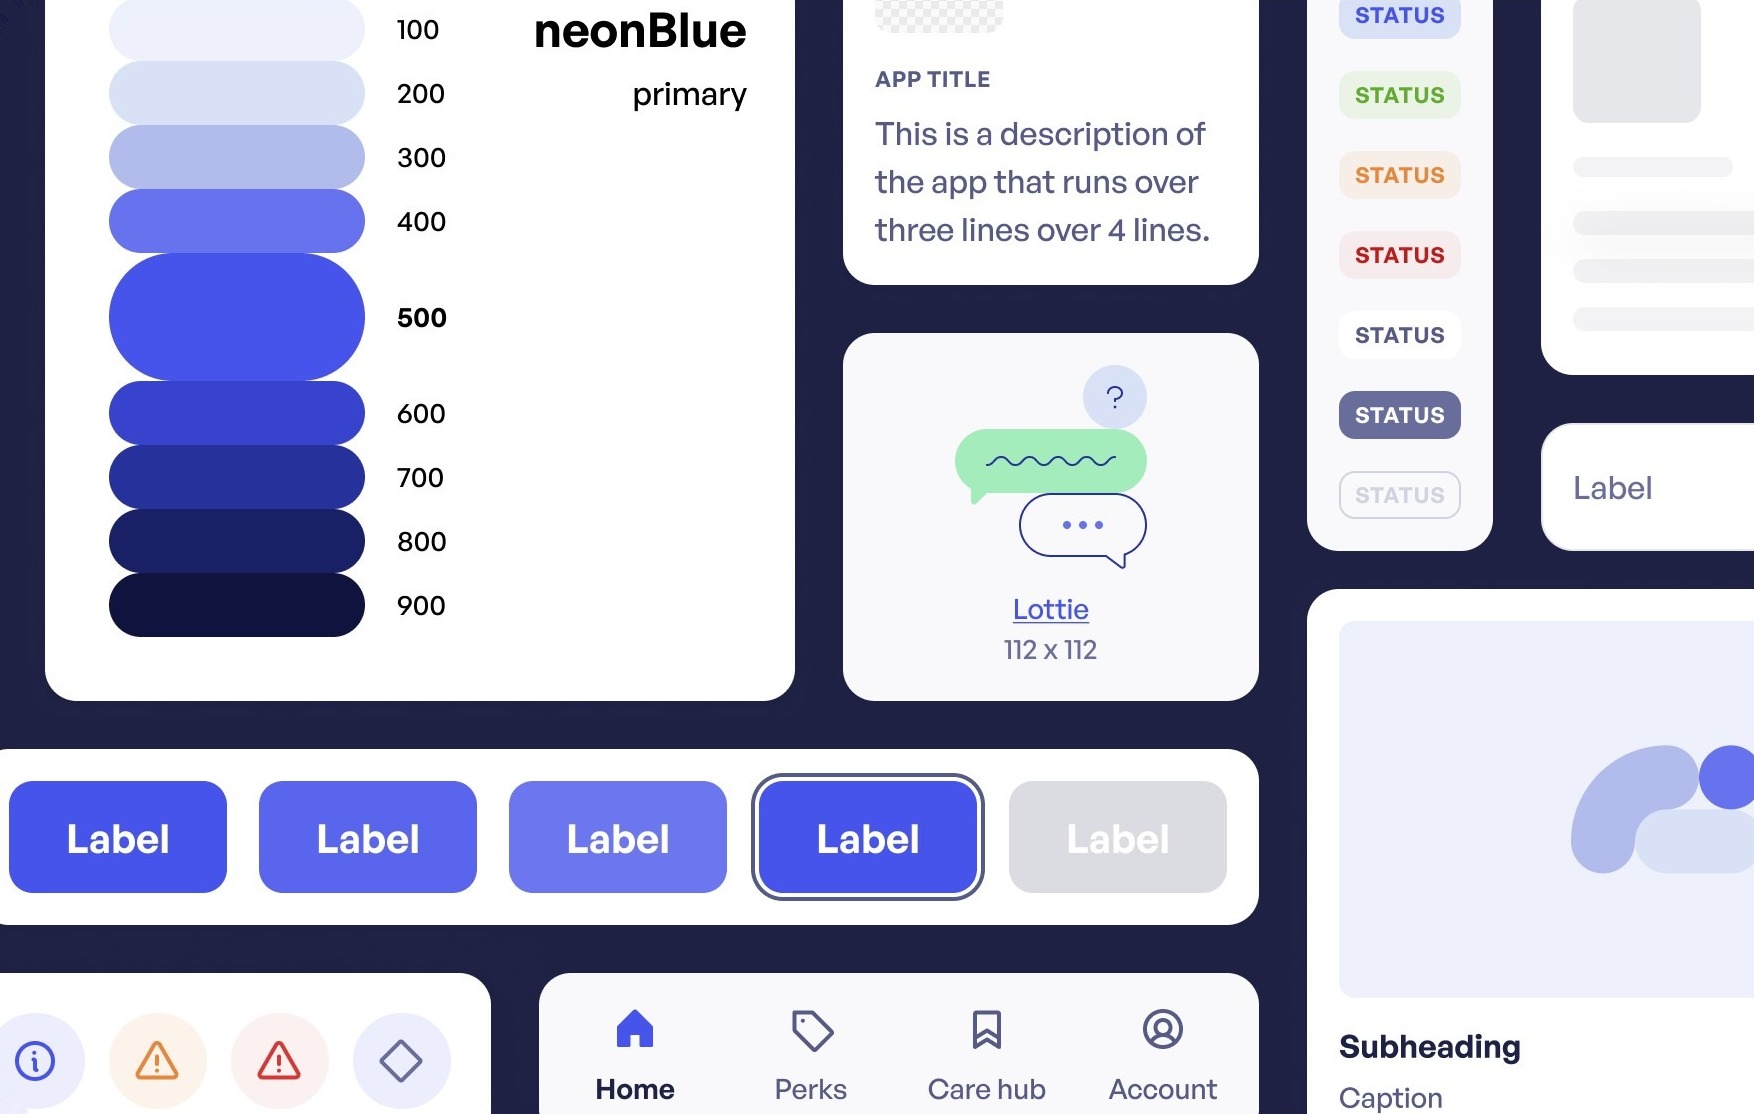 100
200
300
400
500
600
700
800
900
neonBlue
primary
APP TITLE
This is a description of
the app that runs over
three lines over 4 lines.
?
Lottie
112 x 112
STATUS
STATUS
STATUS
STATUS
STATUS
STATUS
STATUS
Label
Label
Label
Label
Label
Label
Home
Perks
Care hub
Account
Subheading
Caption